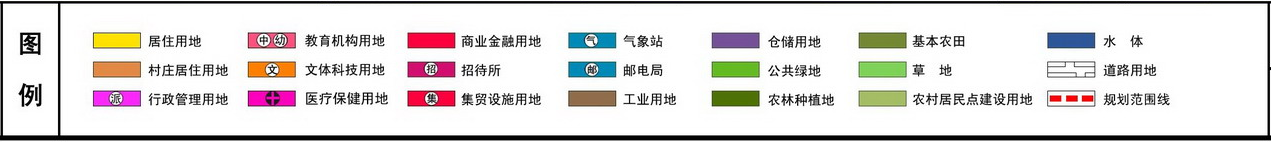 图例
居住用地 中 幼 教育机构用地 商业金融用地 气 气象站 仓储用地 基本农田 水 体
村庄居住用地 文 文体科技用地 招 招待所 邮 邮电局 公共绿地 草 地 道路用地
派 行政管理用地 医疗保健用地 集 集贸设施用地 工业用地 农林种植地 农村居民点建设用地 规划范围线